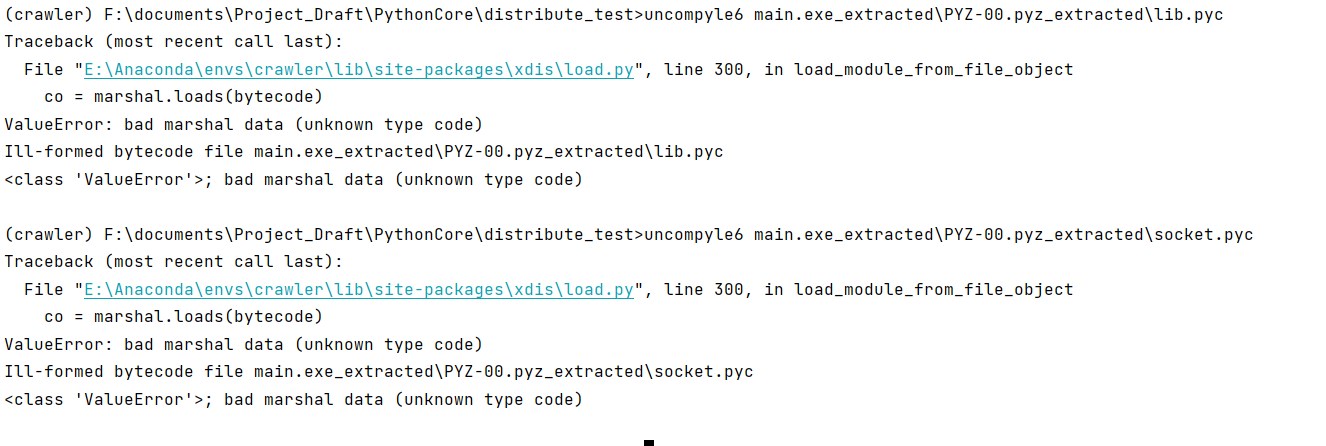 (crawler) F:\documents\Project_Draft\PythonCore\distribute_test>uncompyle6 main.exe_extracted\PYZ-00.pyz_extracted\lib.pyc
Traceback (most recent call last):
  File "E:\Anaconda\envs\crawler\lib\site-packages\xdis\load.py", line 300, in load_module_from_file_object
    co = marshal.loads(bytecode)
ValueError: bad marshal data (unknown type code)
Ill-formed bytecode file main.exe_extracted\PYZ-00.pyz_extracted\lib.pyc
<class 'ValueError'>; bad marshal data (unknown type code)
(crawler) F:\documents\Project_Draft\PythonCore\distribute_test>uncompyle6 main.exe_extracted\PYZ-00.pyz_extracted\socket.pyc
Traceback (most recent call last):
  File "E:\Anaconda\envs\crawler\lib\site-packages\xdis\load.py", line 300, in load_module_from_file_object
    co = marshal.loads(bytecode)
ValueError: bad marshal data (unknown type code)
Ill-formed bytecode file main.exe_extracted\PYZ-00.pyz_extracted\socket.pyc
<class 'ValueError'>; bad marshal data (unknown type code)